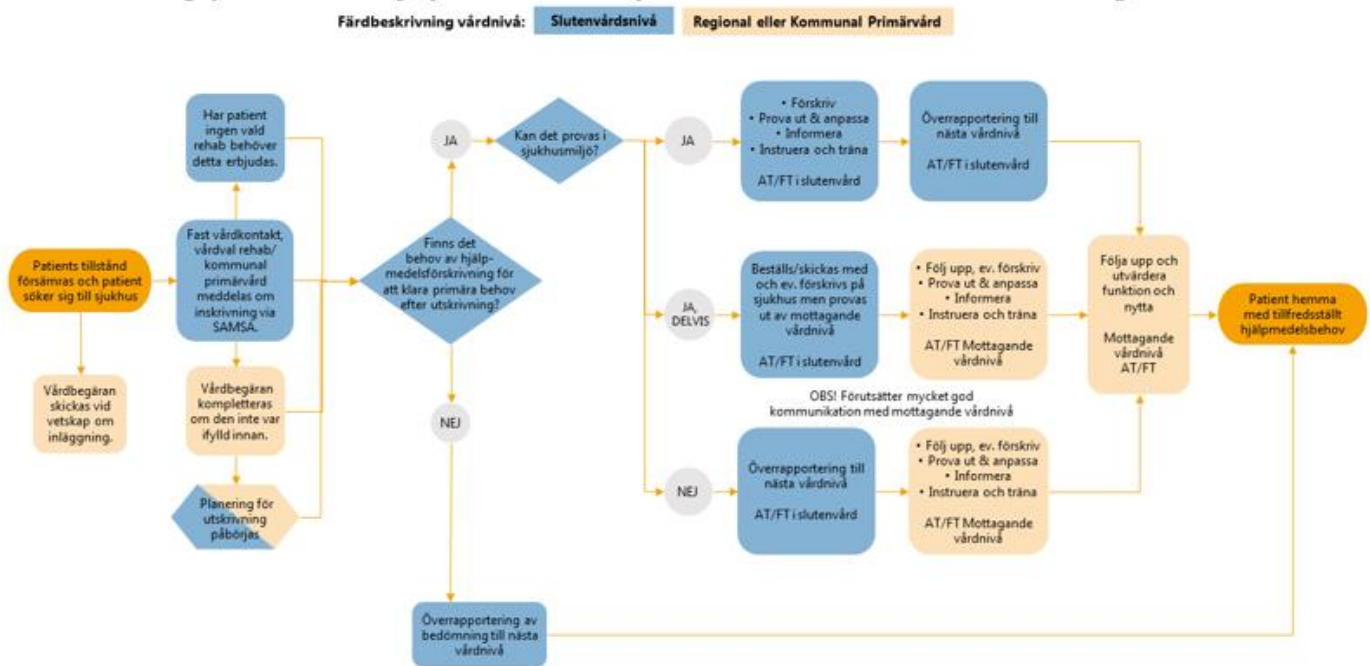 Färdbeskrivning vårdnivå:
Slutenvårdsnivå
Regional eller Kommunal Primärvård
Patients tillstånd
försämras och patient
söker sig till sjukhus
Vårdbegäran
skickas vid
vetskap om
inläggning.
Har patient
ingen vald
rehab behöver
detta erbjudas.
Fast vårdkontakt,
vårdval rehab/
kommunal
primärvård
meddelas om
inskrivning via
SAMSA.
Vårdbegäran
kompletteras
om den inte var
ifylld innan.
Planering för
utskrivning
påbörjas
Finns det
behov av hjälp-
medelsförskrivning för
att klara primära behov
efter utskrivning?
JA
NEJ
Kan det provas i
sjukhusmiljö?
JA
JA,
DELVIS
NEJ
• Förskriv
• Prova ut & anpassa
• Informera
• Instruera och träna
AT/FT i slutenvård
Överrapportering till
nästa vårdnivå
AT/FT i slutenvård
Beställs/skickas med
och ev. förskrivs på
sjukhus men provas
ut av mottagande
vårdnivå
AT/FT i slutenvård
• Följ upp, ev. förskriv
• Prova ut & anpassa
• Informera
• Instruera och träna
AT/FT Mottagande
vårdnivå
OBS! Förutsätter mycket god
kommunikation med mottagande vårdnivå
Överrapportering till
nästa vårdnivå
AT/FT i slutenvård
• Följ upp, ev. förskriv
• Prova ut & anpassa
• Informera
• Instruera och träna
AT/FT Mottagande
vårdnivå
Följa upp och
utvärdera
funktion och
nytta
Mottagande
vårdnivå
AT/FT
Patient hemma
med tillfredsställt
hjälpmedelsbehov
Överrapportering av
bedömning till nästa
vårdnivå